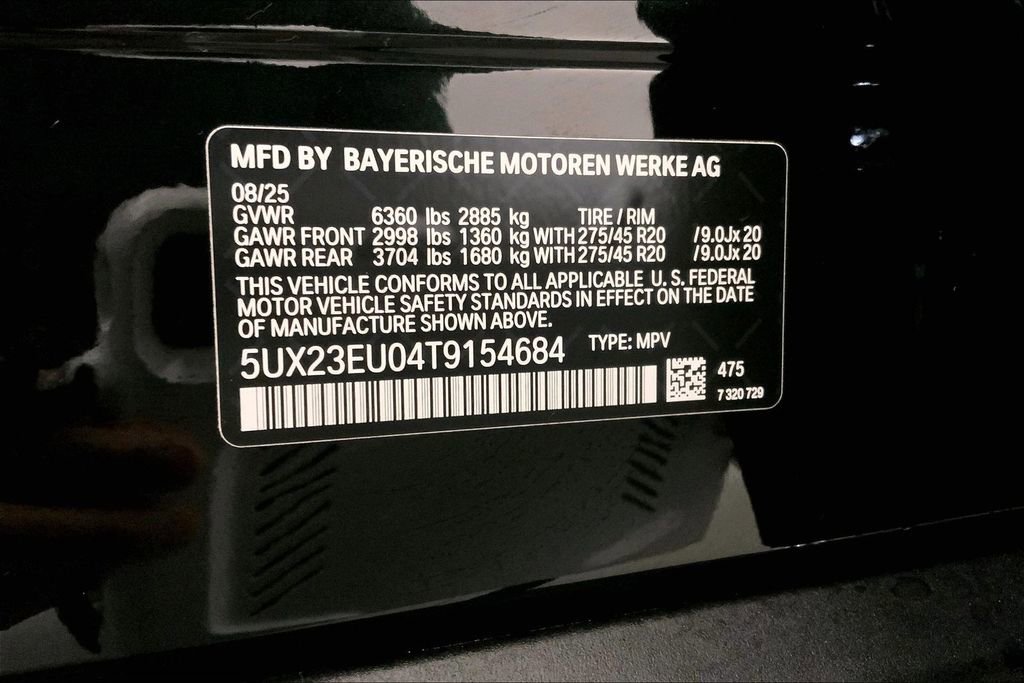 MFD BY BAYERISCHE MOTOREN WERKE AG
08/25
GVWR 6360 lbs 2885 kg TIRE / RIM
GAWR FRONT 2998 lbs 1360 kg WITH 275/45 R20 /9.0Jx 20
GAWR REAR 3704 lbs 1680 kg WITH 275/45 R20 /9.0Jx 20
THIS VEHICLE CONFORMS TO ALL APPLICABLE U. S. FEDERAL
MOTOR VEHICLE SAFETY STANDARDS IN EFFECT ON THE DATE
OF MANUFACTURE SHOWN ABOVE.
5UX23EU04T9154684 TYPE: MPV
475
7 320 729